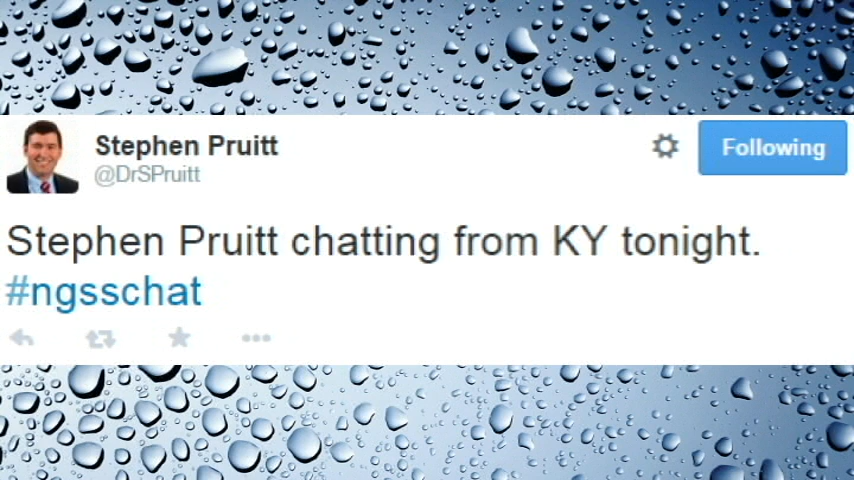 Stephen Pruitt
@DrSPruitt
Following
Stephen Pruitt chatting from KY tonight.
#ngsschat